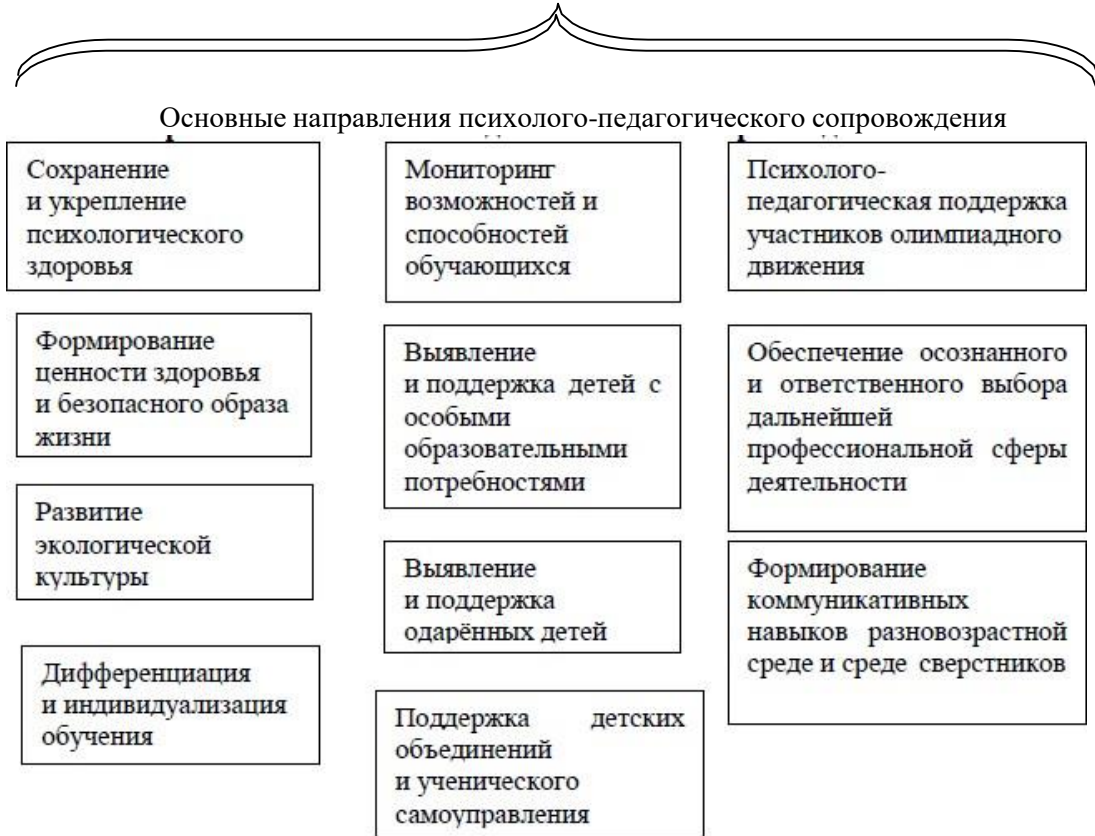 Основные направления психолого-педагогического сопровождения
Сохранение
и укрепление
психологического
здоровья
Формирование
ценности здоровья
и безопасного образа
жизни
Развитие
экологической
культуры
Дифференциация
и индивидуализация
обучения
Мониторинг
возможностей и
способностей
обучающихся
Выявление
и поддержка детей с
особыми
образовательными
потребностями
Выявление
и поддержка
одарённых детей
Поддержка детских
объединений
и ученического
самоуправления
Психолого-
педагогическая поддержка
участников олимпиадного
движения
Обеспечение осознанного
и ответственного выбора
дальнейшей
профессиональной сферы
деятельности
Формирование
коммуникативных
навыков разновозрастной
среде и среде сверстников